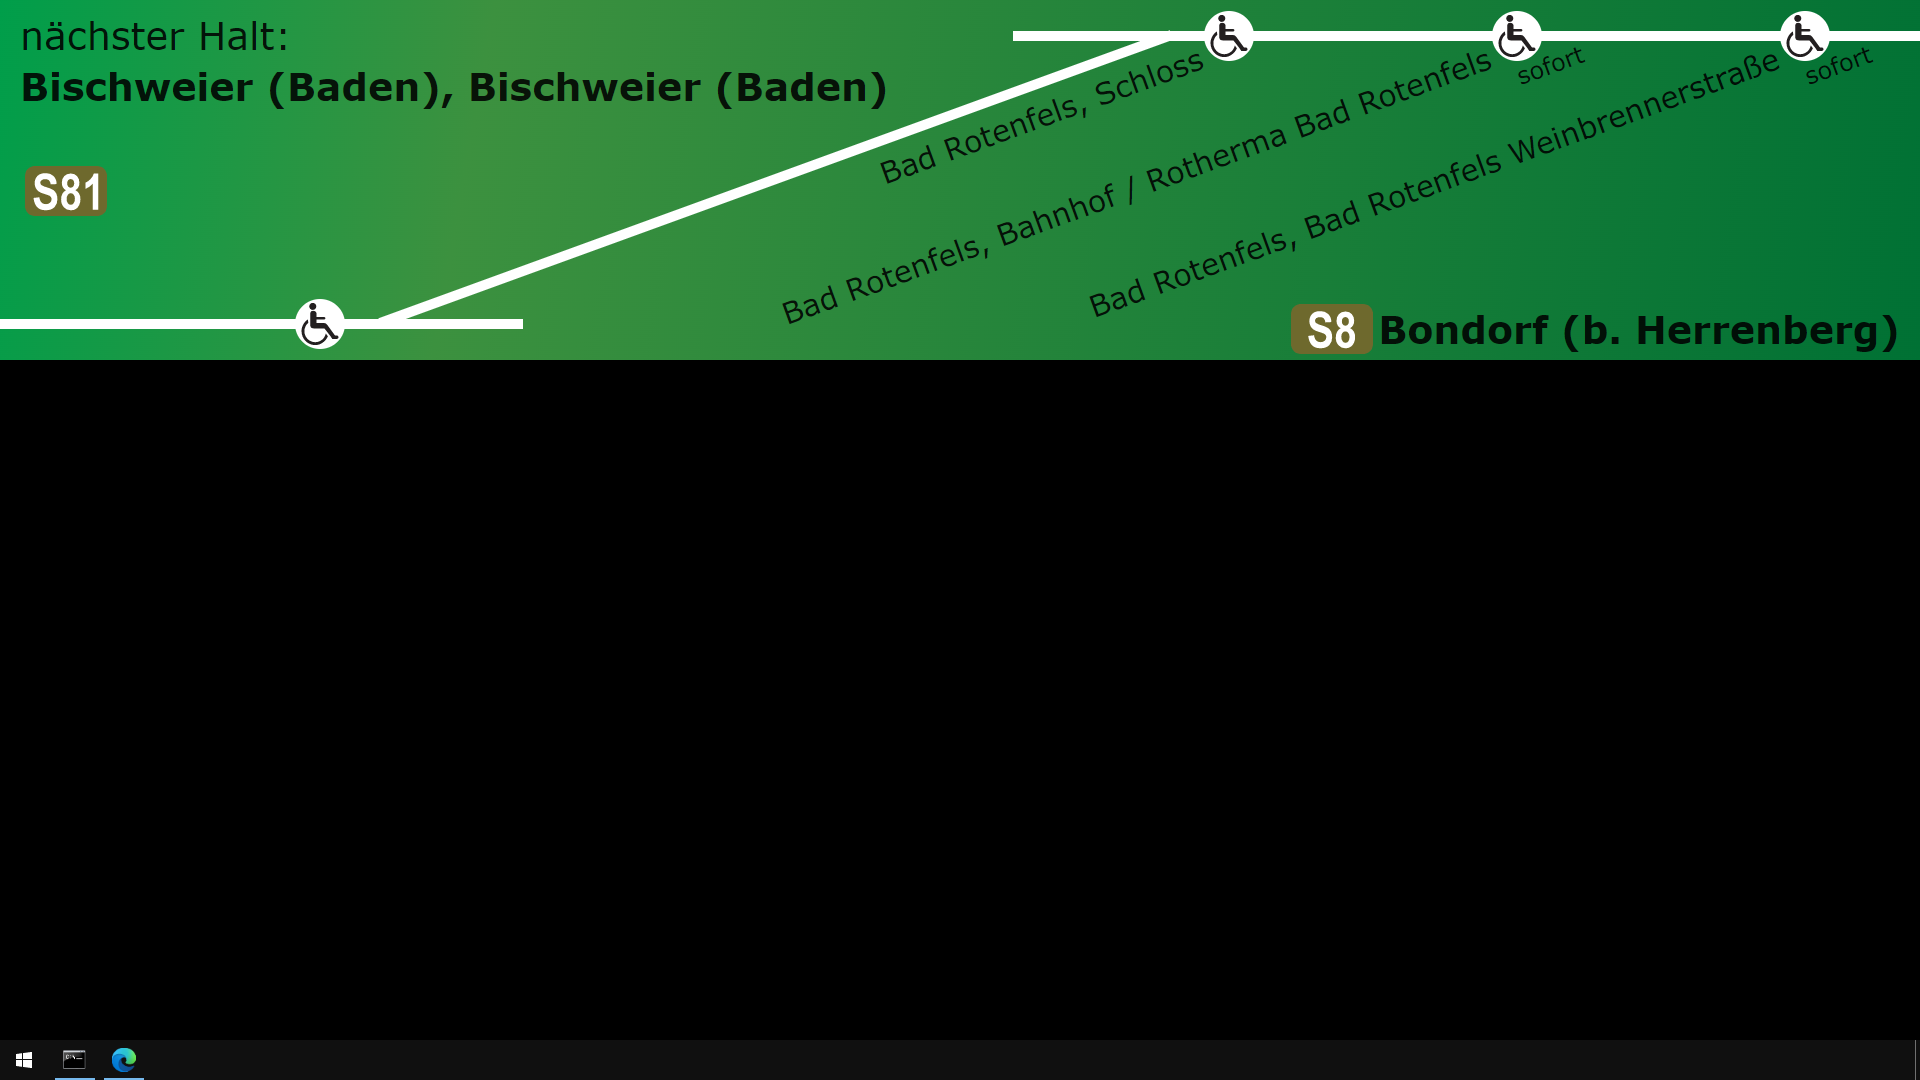 nächster Halt:
Bischweier (Baden), Bischweier (Baden)
S81
Bad Rotenfels, Schloss
Bad Rotenfels, Bahnhof / Rotherma Bad Rotenfels
sofort
Bad Rotenfels, Bad Rotenfels Weinbrennerstraße
sofort
S8 Bondorf (b. Herrenberg)